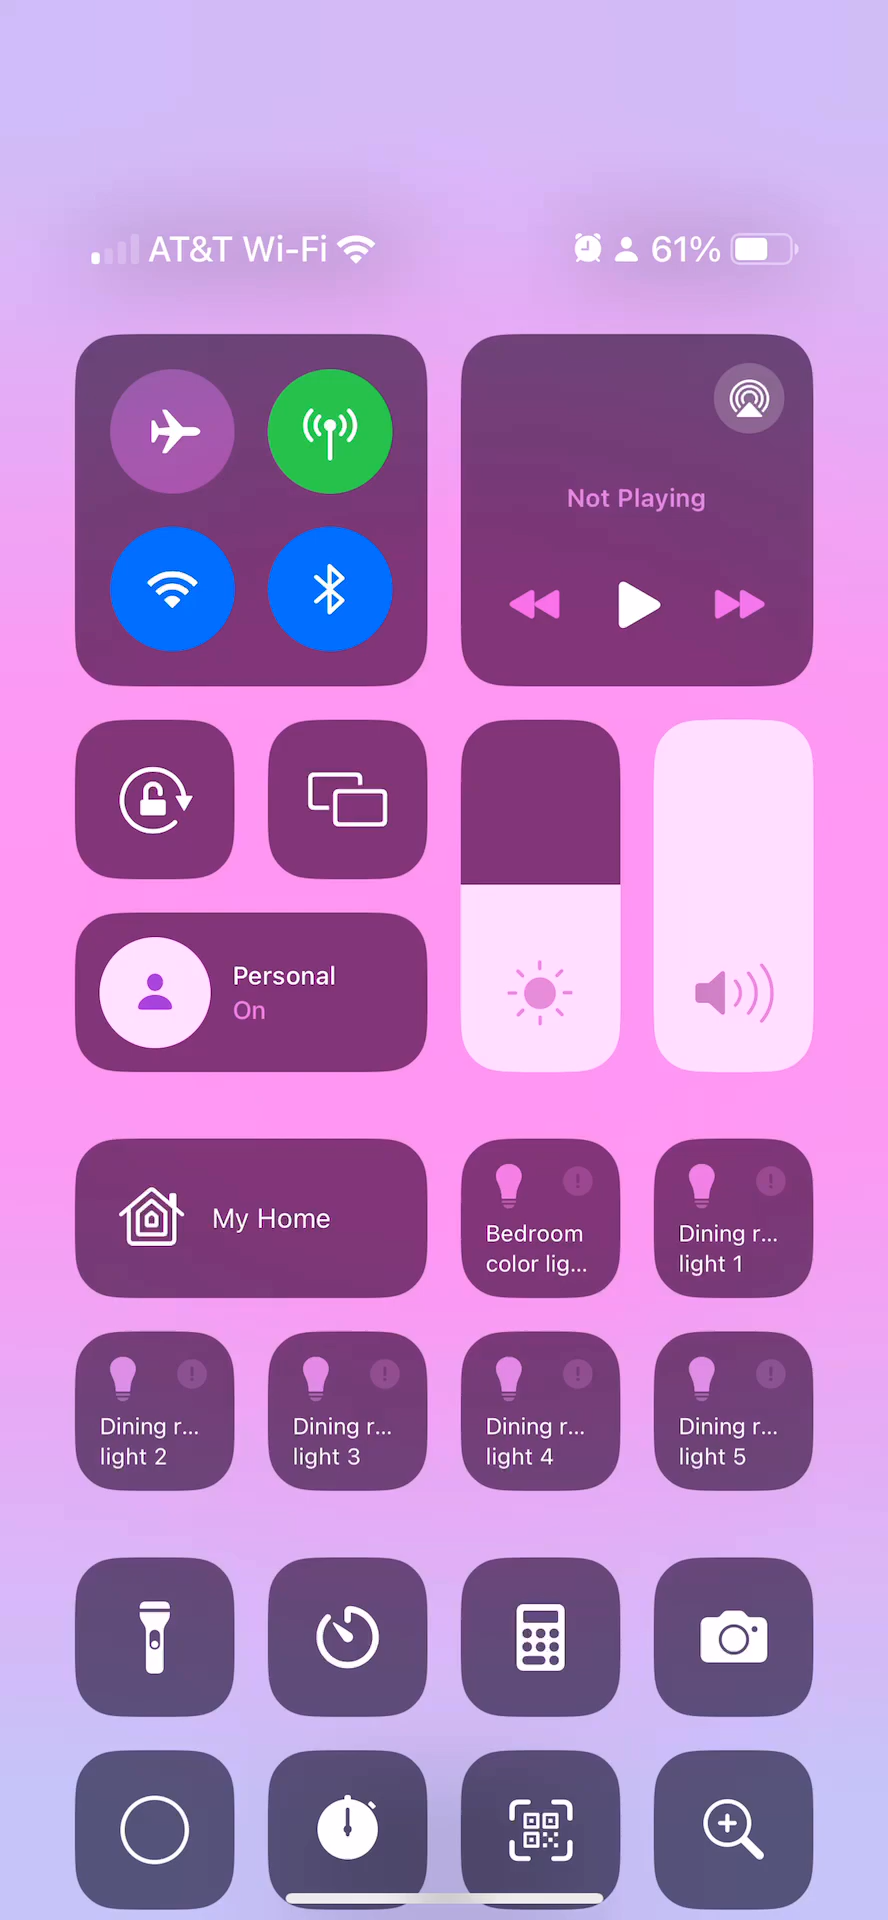 AT&T Wi-Fi 61%
Not Playing
Personal
On
My Home
Bedroom
color lig...
Dining r...
light 1
Dining r...
light 2
Dining r...
light 3
Dining r...
light 4
Dining r...
light 5